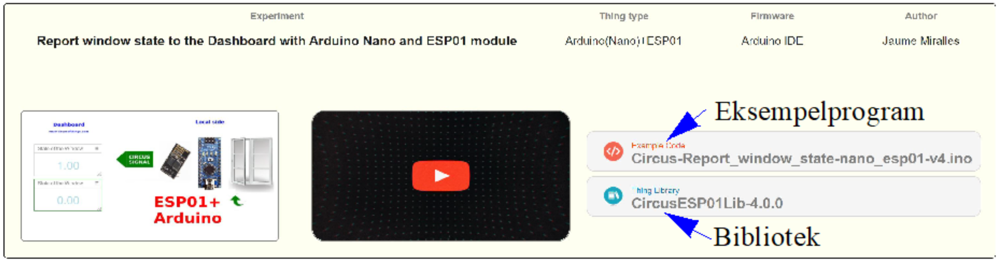 Experiment
Thing type
Firmware
Author
Report window state to the Dashboard with Arduino Nano and ESP01 module
Arduino(Nano)+ESP01
Arduino IDE
Jaume Miralles
Dashboard
Local side
State of the Window
1.00
State of the Window
0.00
CIRCUS
SIGNAL
ESP01+
Arduino
Eksempelprogram
Example Code
Circus-Report_window_state-nano_esp01-v4.ino
Thing Library
CircusESP01Lib-4.0.0
Bibliotek